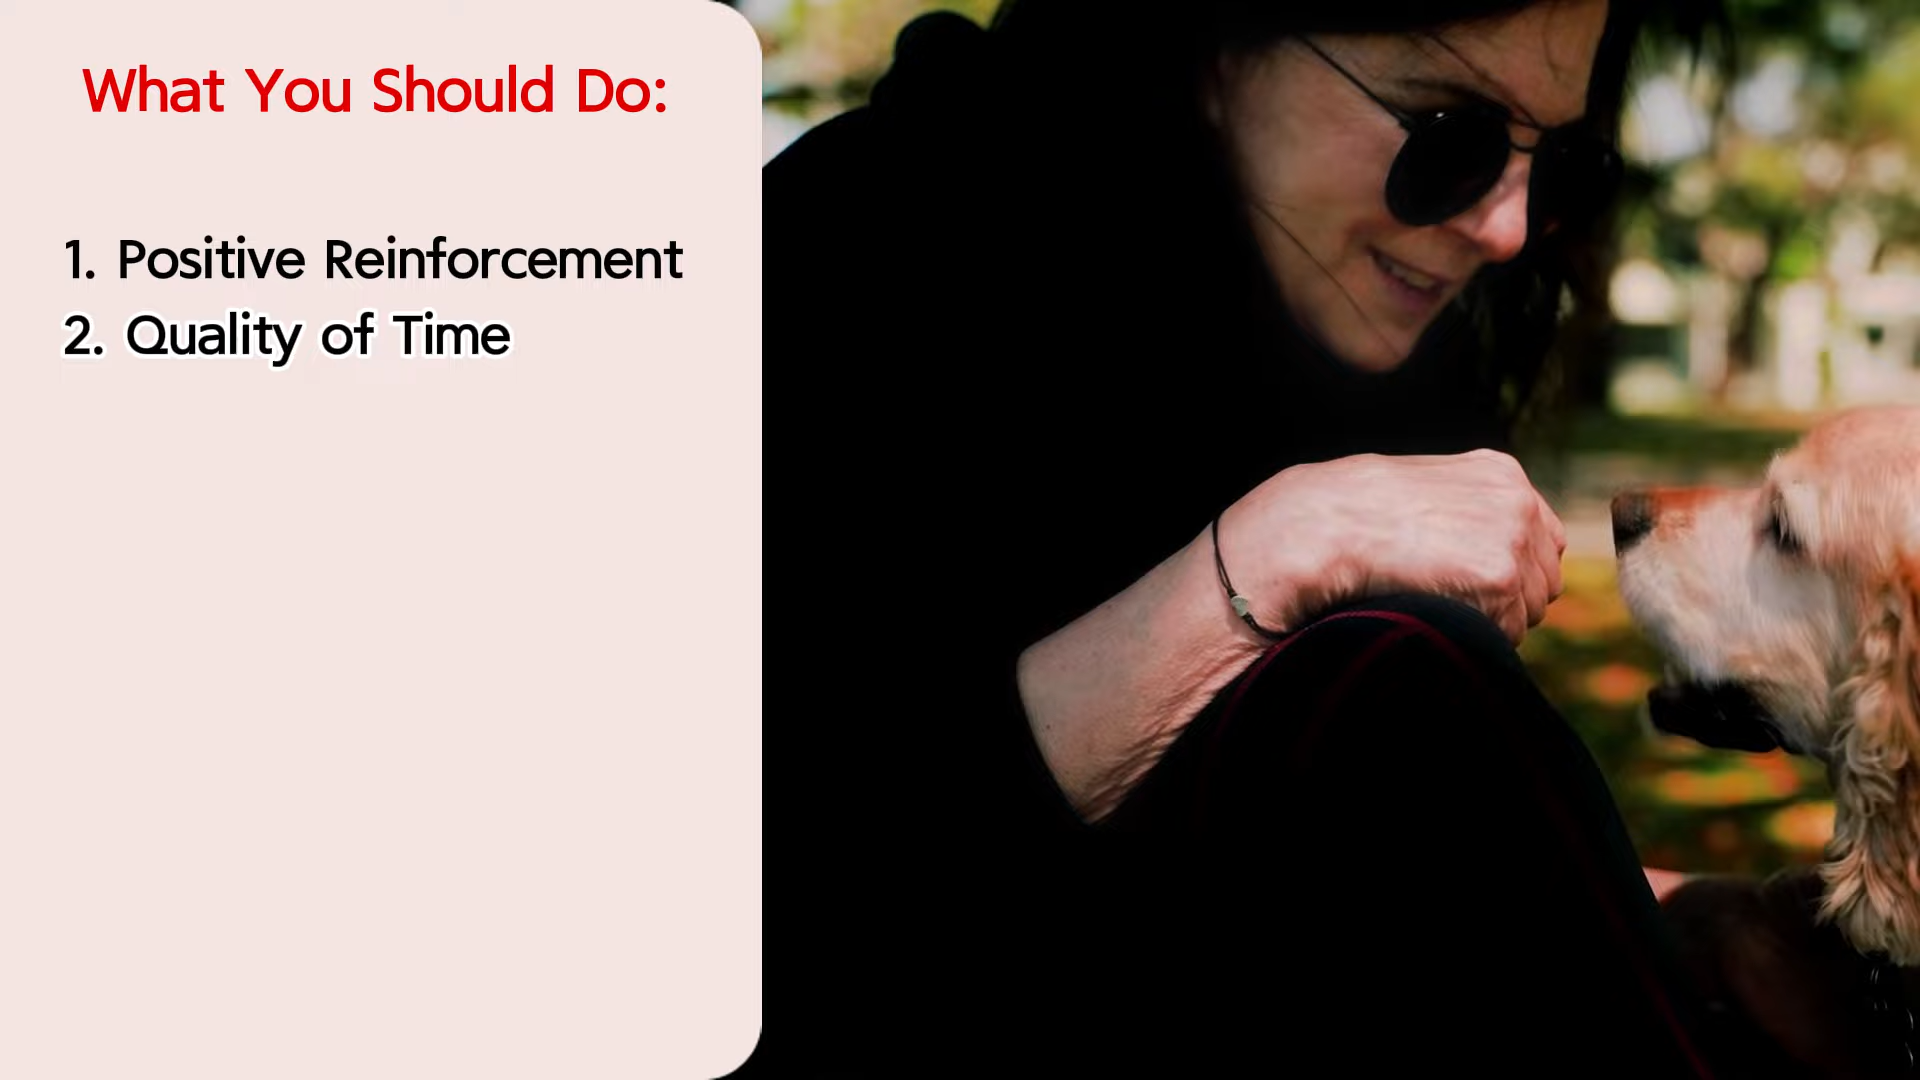 What You Should Do:
1. Positive Reinforcement
2. Quality of Time